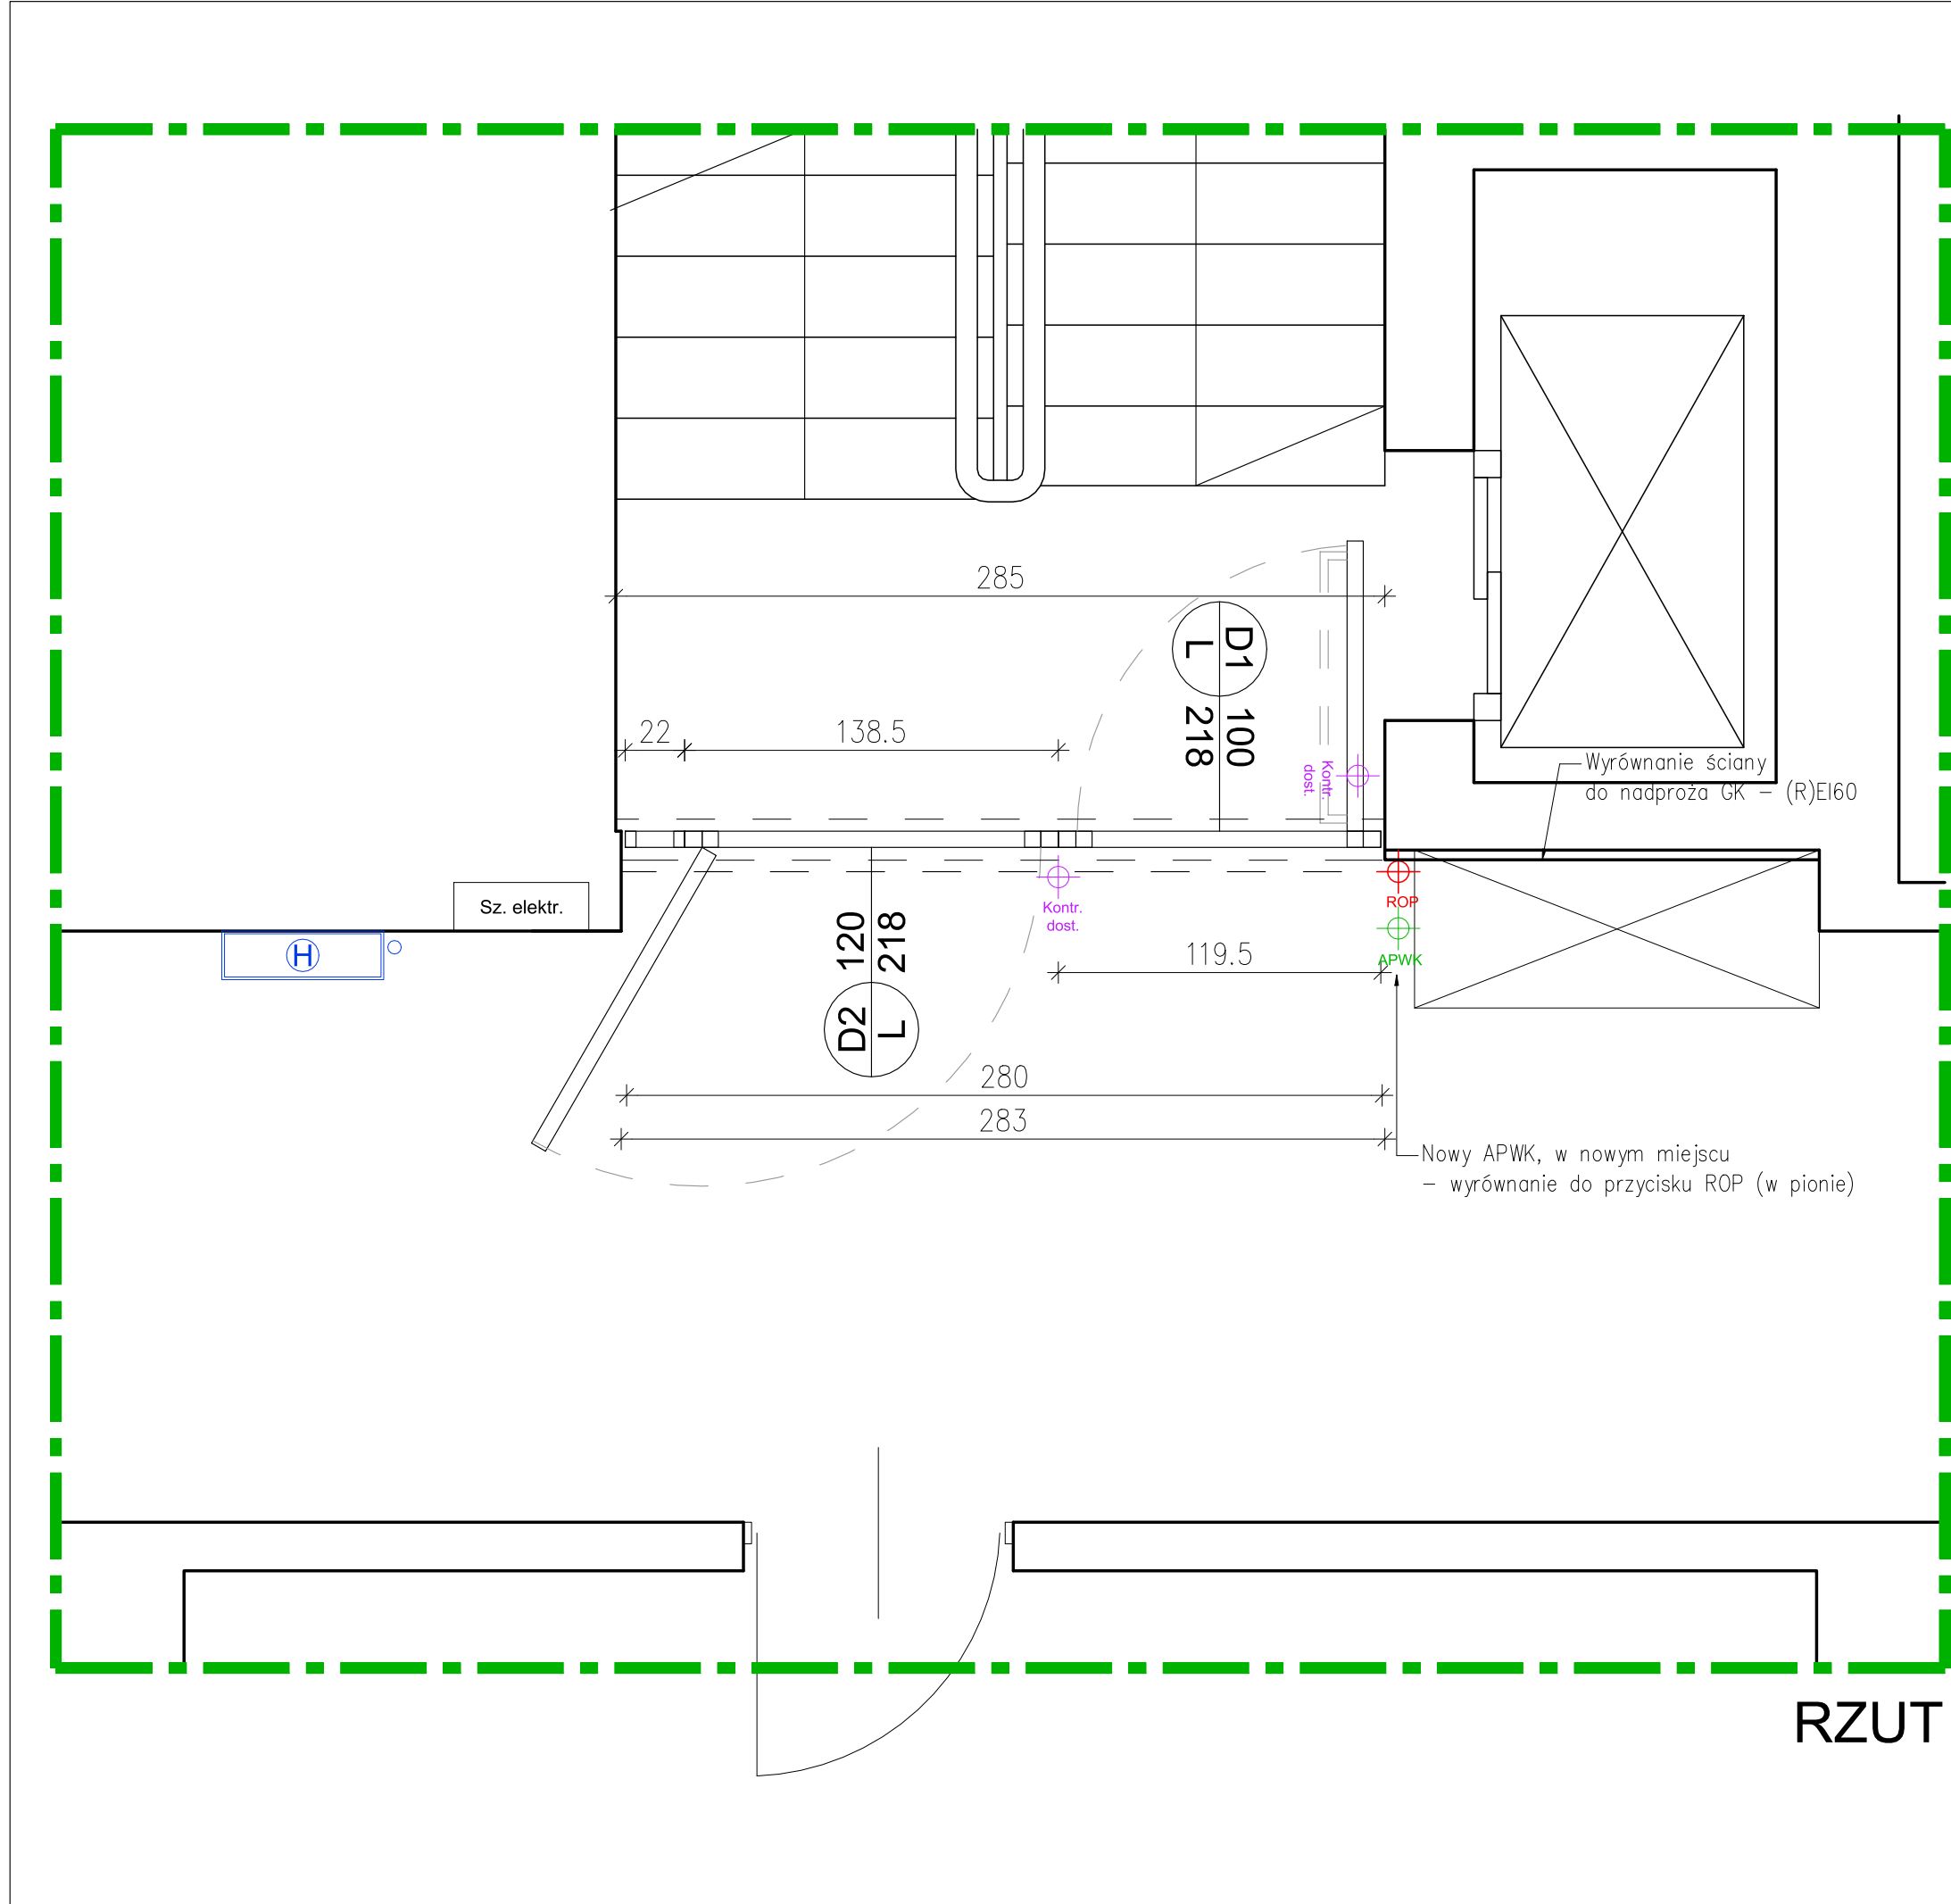 285
D1 100
L 218
22
138.5
Kontr.
dost.
Wyrównanie ściany
do nadproża GK – (R)EI60
Sz. elektr.
H
Kontr.
dost.
ROP
APWK
D2 120
L 218
119.5
280
283
Nowy APWK, w nowym miejscu
– wyrównanie do przycisku ROP (w pionie)
RZUT